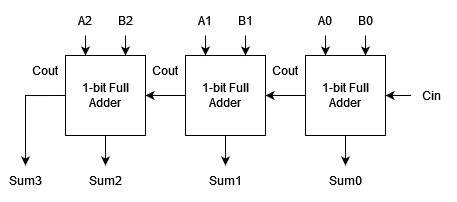 A2 B2 A1 B1 A0 B0
Cout Cout Cout
1-bit Full
Adder
1-bit Full
Adder
1-bit Full
Adder
Cin
Sum3 Sum2 Sum1 Sum0